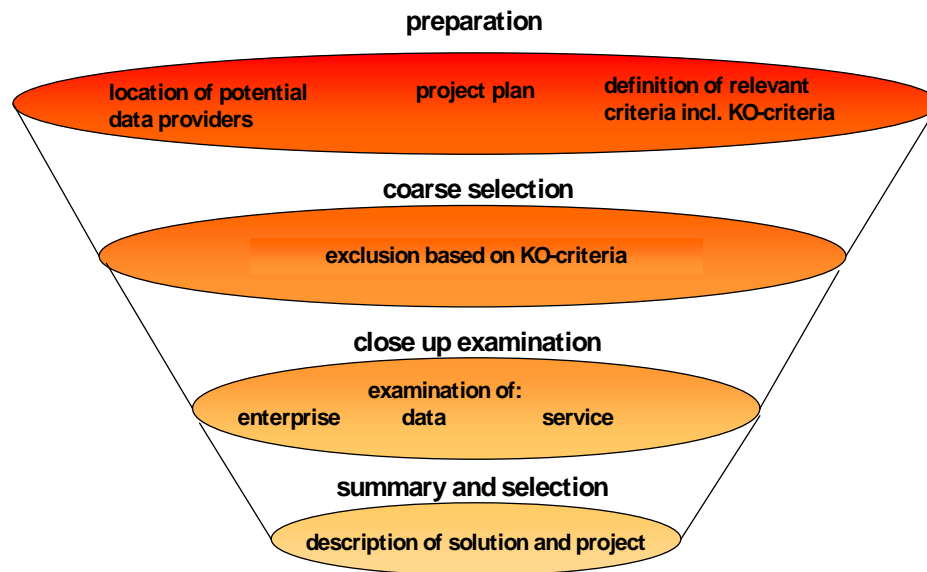 preparation
location of potential
data providers
project plan
definition of relevant
criteria incl. KO-criteria
coarse selection
exclusion based on KO-criteria
close up examination
examination of:
enterprise data service
summary and selection
description of solution and project